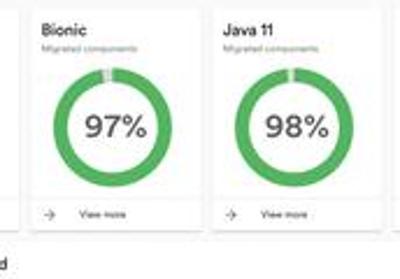 Bionic
Migrated components
97%
View more
Java 11
Migrated components
98%
View more
d